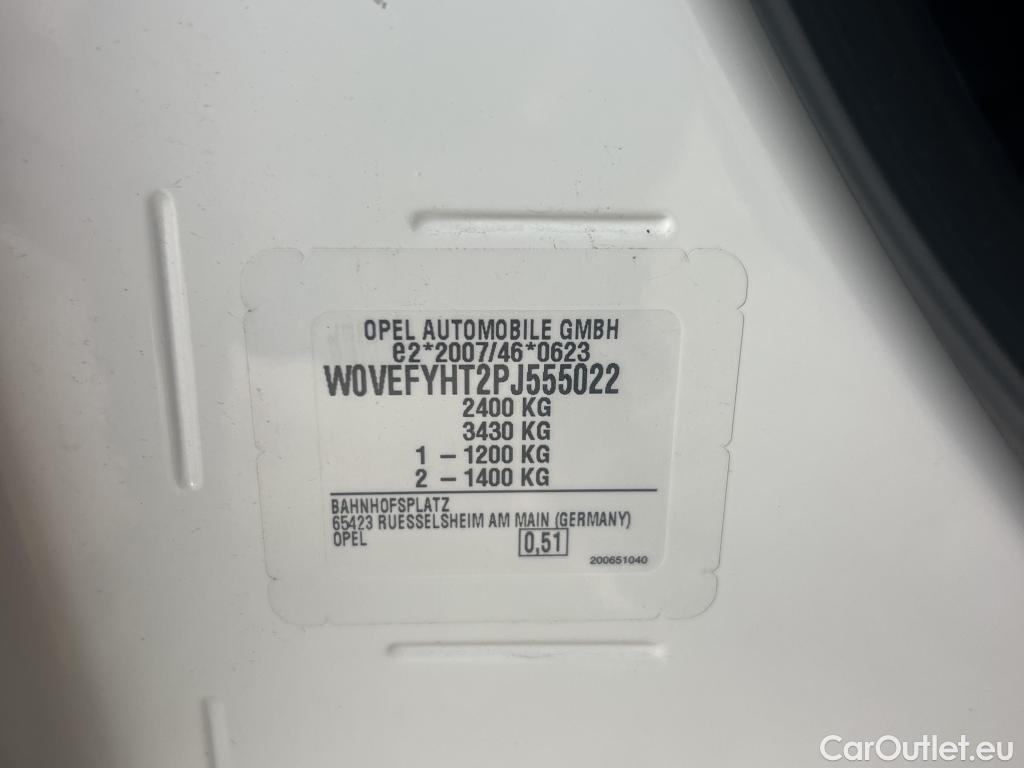 OPEL AUTOMOBILE GMBH
e2*2007/46*0623
W0VEFYHT2PJ555022
2400 KG
3430 KG
1 – 1200 KG
2 – 1400 KG
BAHNHOFSPLATZ
65423 RUESSELSHEIM AM MAIN (GERMANY)
OPEL 0,51
200651040
CarOutlet.eu